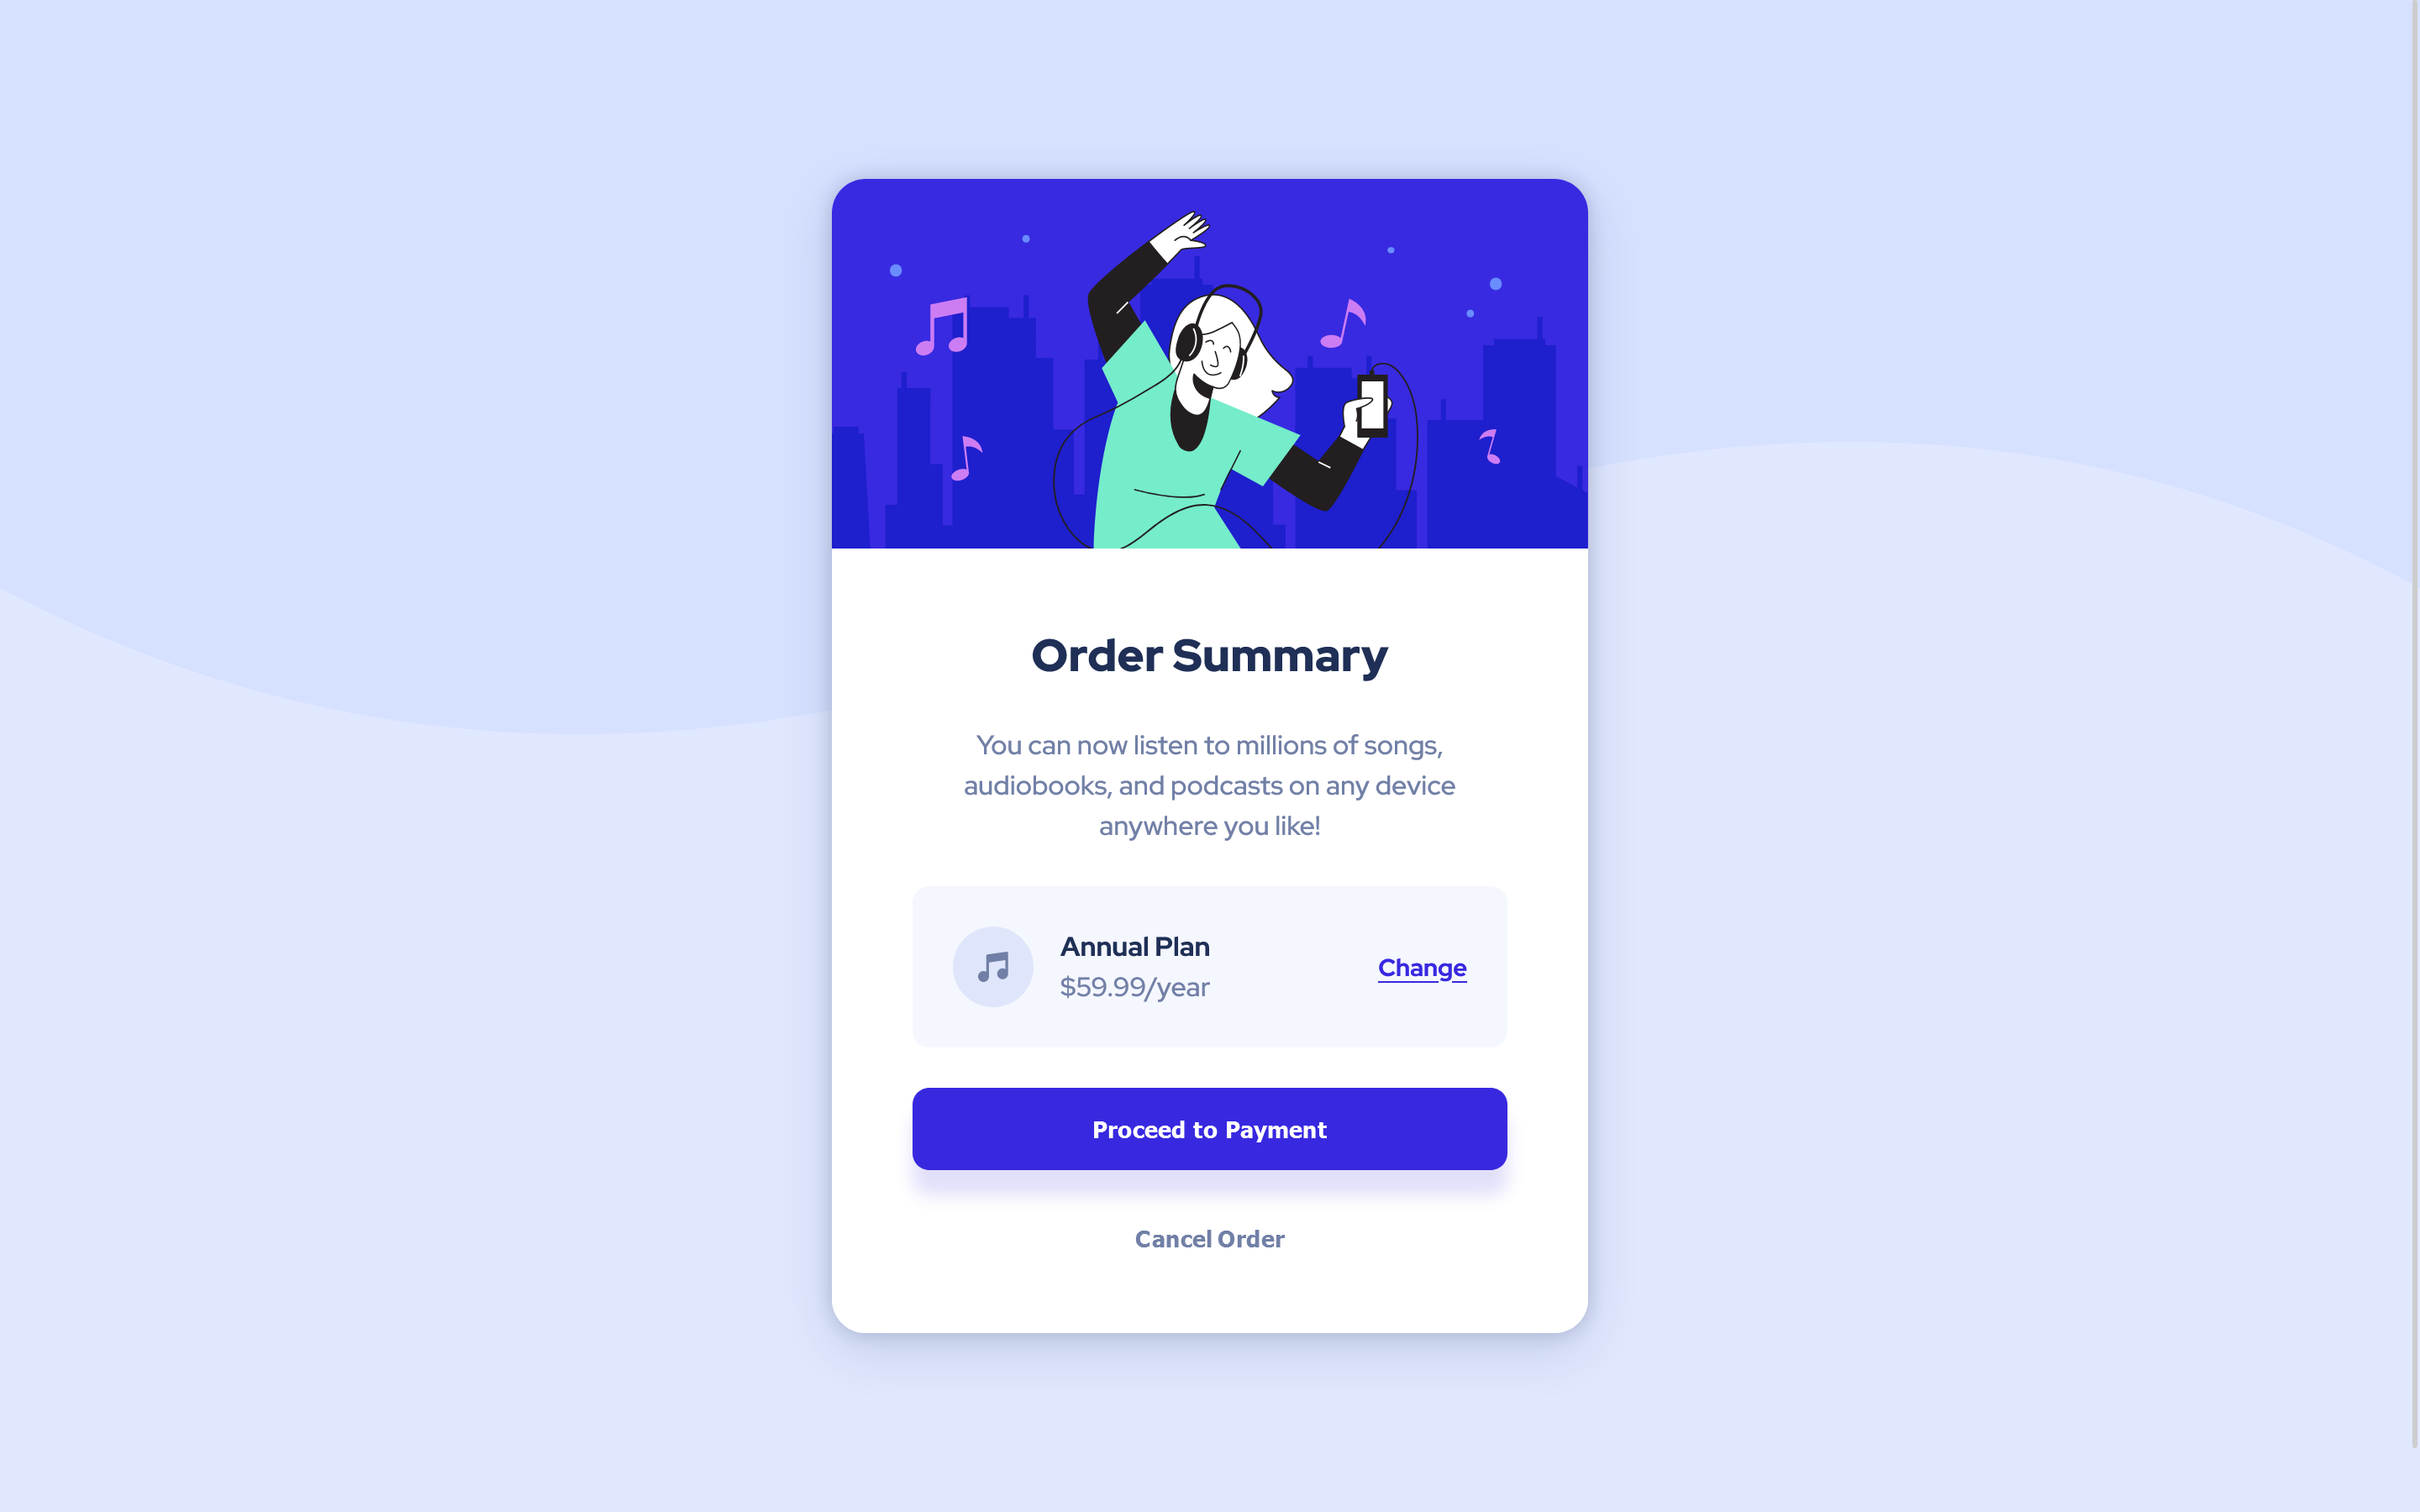 Order Summary
You can now listen to millions of songs,
audiobooks, and podcasts on any device
anywhere you like!
Annual Plan
$59.99/year
Change
Proceed to Payment
Cancel Order